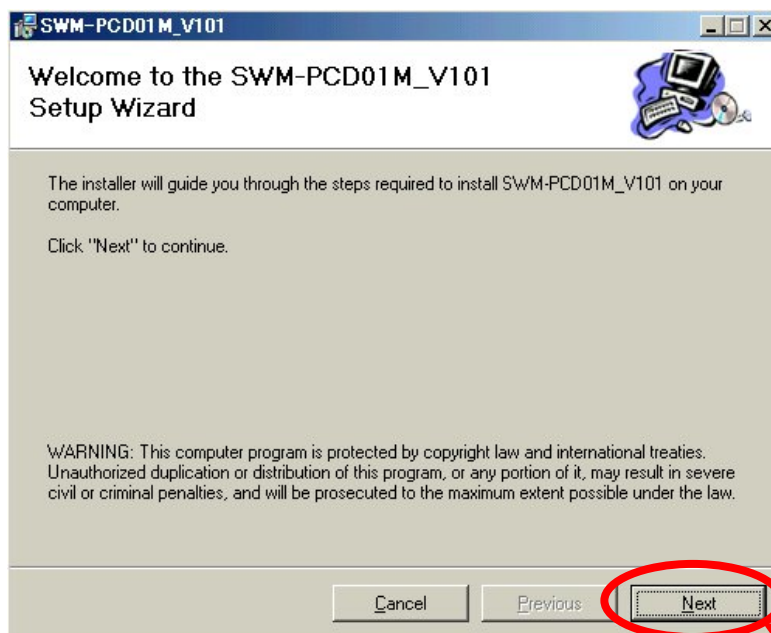 SWM-PCD01M_V101
Welcome to the SWM-PCD01M_V101
Setup Wizard
The installer will guide you through the steps required to install SWM-PCD01M_V101 on your
computer.
Click "Next" to continue.
WARNING: This computer program is protected by copyright law and international treaties.
Unauthorized duplication or distribution of this program, or any portion of it, may result in severe
civil or criminal penalties, and will be prosecuted to the maximum extent possible under the law.
Cancel Previous Next